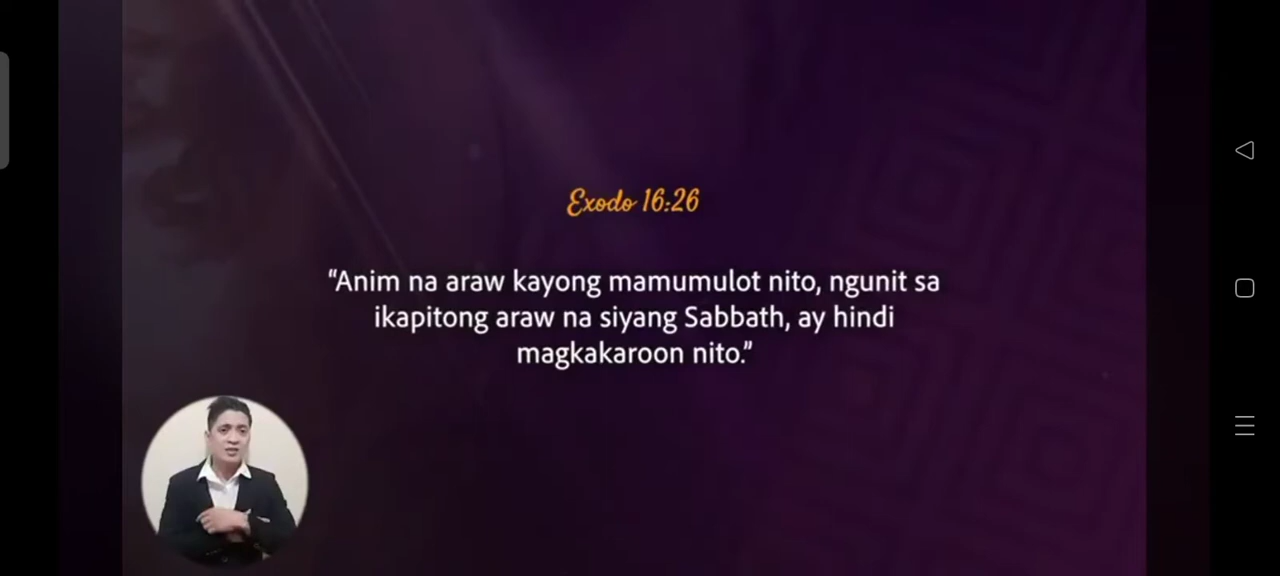 Exodo 16:26
“Anim na araw kayong mamumulot nito, ngunit sa
ikapitong araw na siyang Sabbath, ay hindi
magkakaroon nito.”